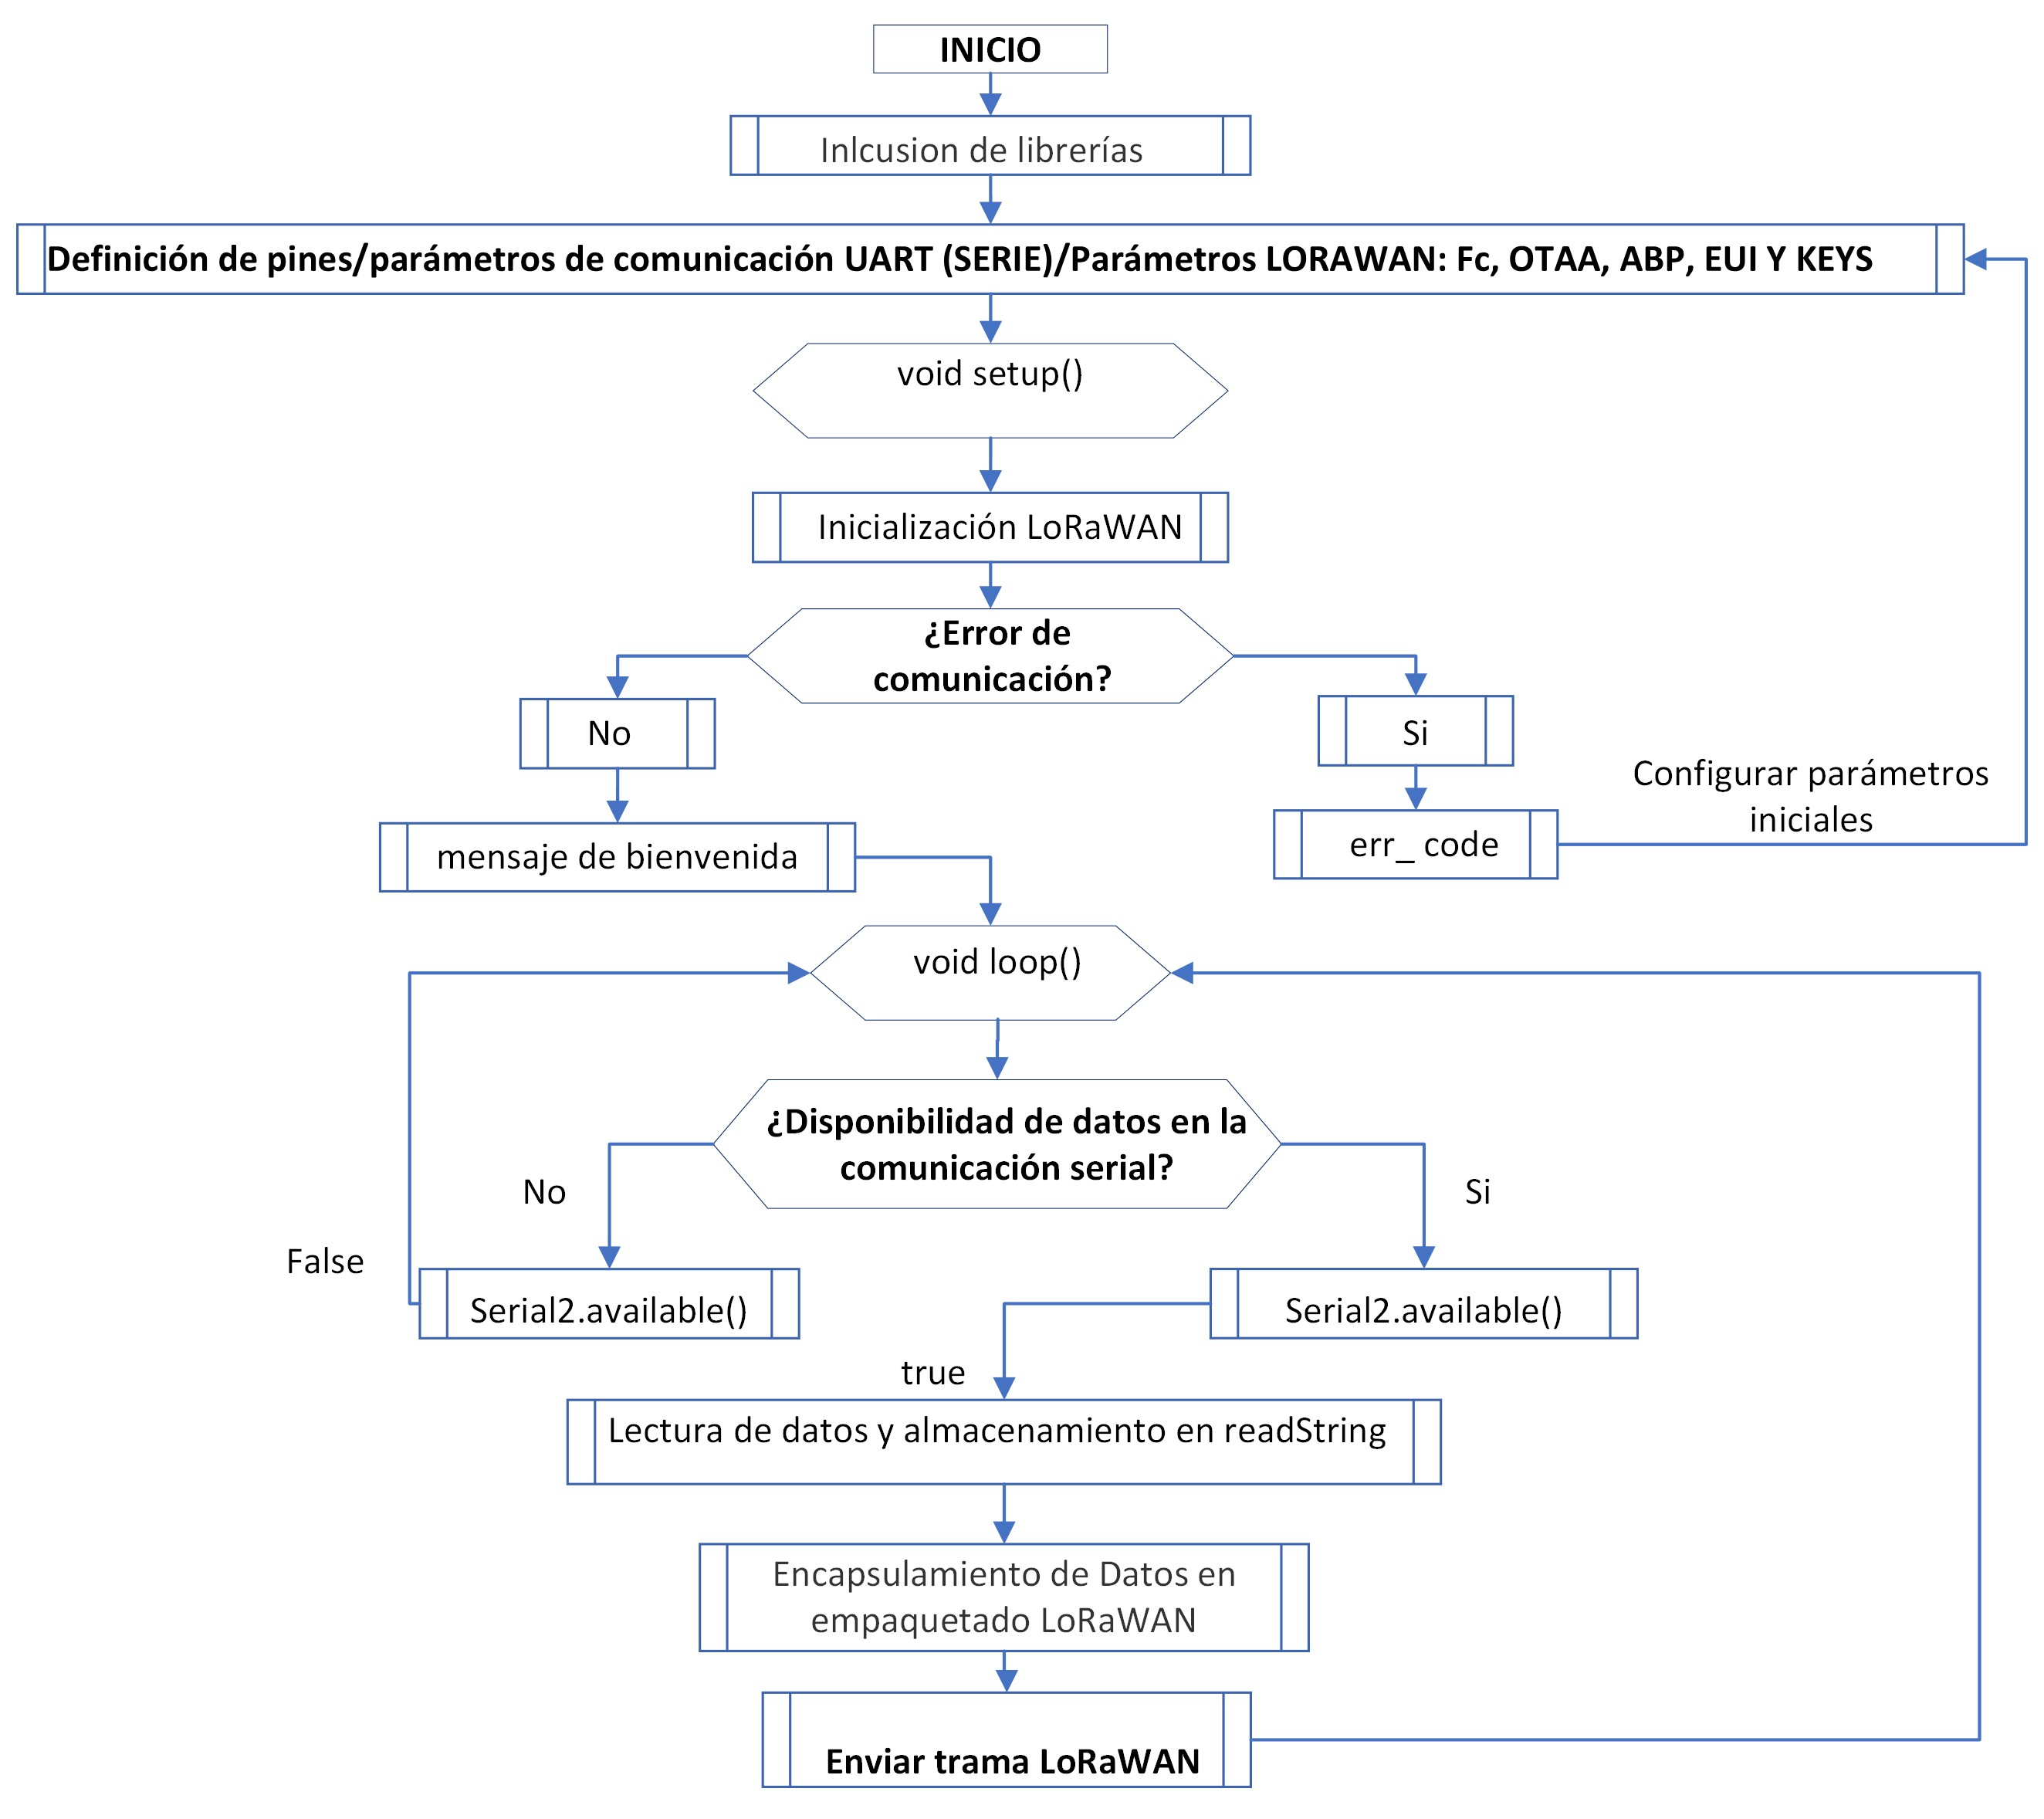 INICIO
Inlcusion de librerías
Definición de pines/parámetros de comunicación UART (SERIE)/Parámetros LORAWAN: Fc, OTAA, ABP, EUI Y KEYS
void setup()
Inicialización LoRaWAN
¿Error de
comunicación?
No
Si
Configurar parámetros
iniciales
mensaje de bienvenida
err_ code
void loop()
¿Disponibilidad de datos en la
comunicación serial?
No
Si
False
Serial2.available()
Serial2.available()
true
Lectura de datos y almacenamiento en readString
Encapsulamiento de Datos en
empaquetado LoRaWAN
Enviar trama LoRaWAN